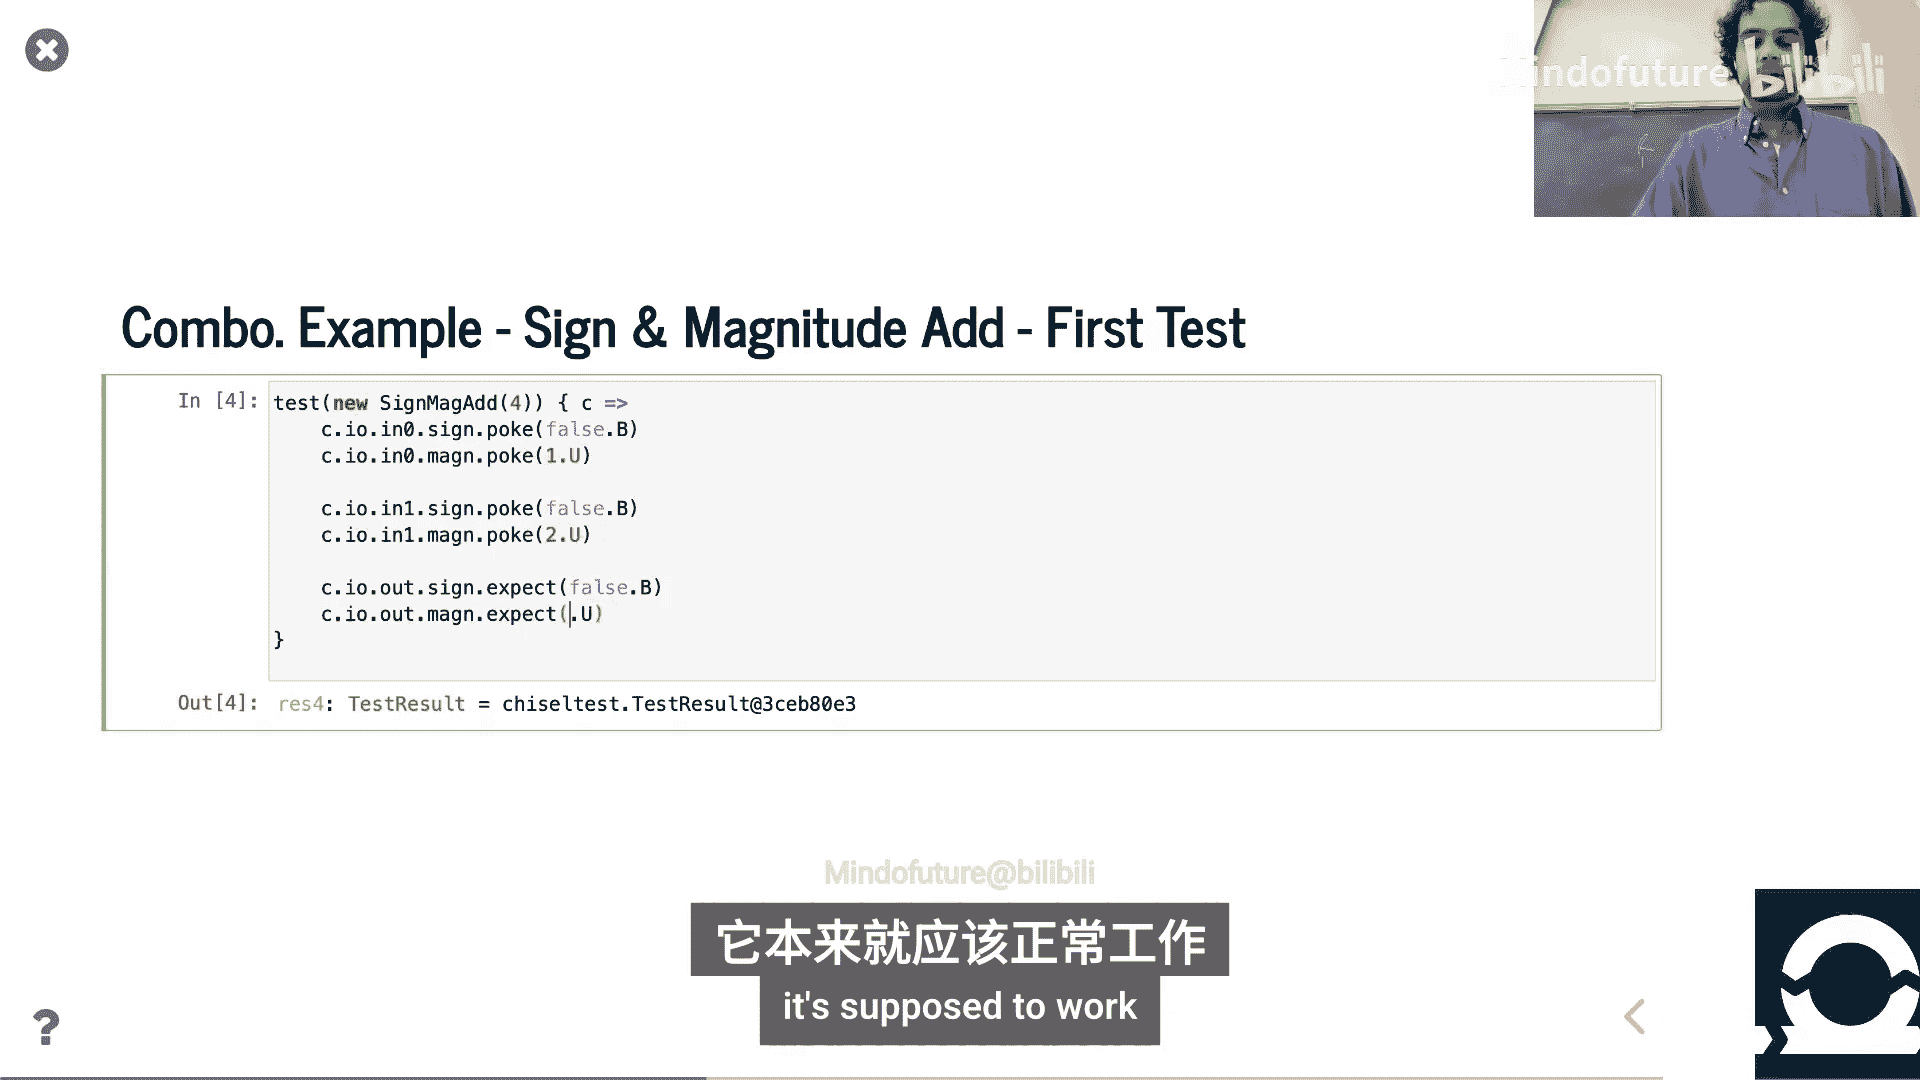 Mindofuture bilibili
Combo. Example - Sign & Magnitude Add - First Test
In [4]: test(new SignMagAdd(4)) { c =>
c.io.in0.sign.poke(false.B)
c.io.in0.magn.poke(1.U)
c.io.in1.sign.poke(false.B)
c.io.in1.magn.poke(2.U)
c.io.out.sign.expect(false.B)
c.io.out.magn.expect(.U)
}
Out[4]: res4: TestResult = chiseltest.TestResult@3ceb80e3
Mindofuture@bilibili
它本来就应该正常工作
it's supposed to work
?